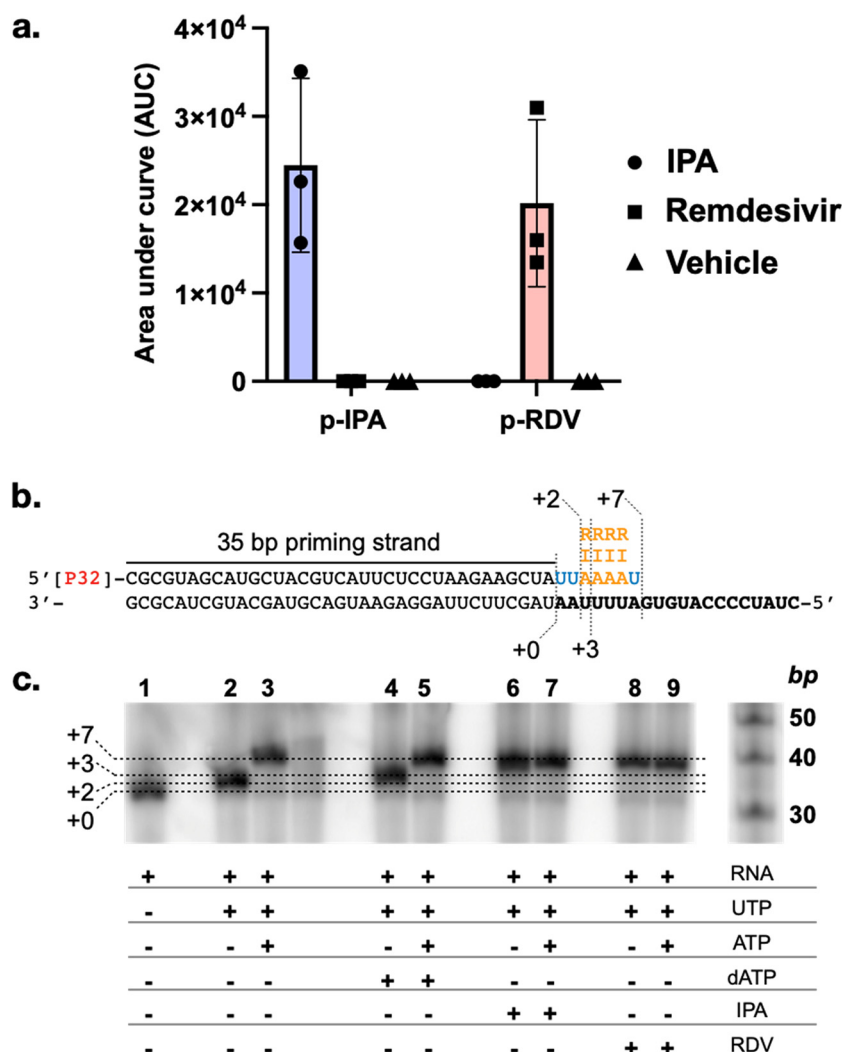 a.
Area under curve (AUC)
4×10⁴
3×10⁴
2×10⁴
1×10⁴
0
p-IPA p-RDV
IPA
Remdesivir
Vehicle
b.
+2 +7
RRRR
35 bp priming strand
IIII
5'[P32]-CGCGUAGCAUGCUACGUCAUUCUCCUAAGAAGCUAUUAAAAU
3'- GCGCAUCGUACGAUGCAGUAAGAGGAUUCUUCGAUAAUUUUAGUGUACCCCUAUC-5'
+0 +3
c.
1 2 3 4 5 6 7 8 9 bp
+7
+3
+2
+0
50
40
30
+ + + + + + + + + RNA
- + + + + + + + + UTP
- - + - + - + - + ATP
- - - + + - - - - dATP
- - - - - + + - - IPA
- - - - - - - + + RDV